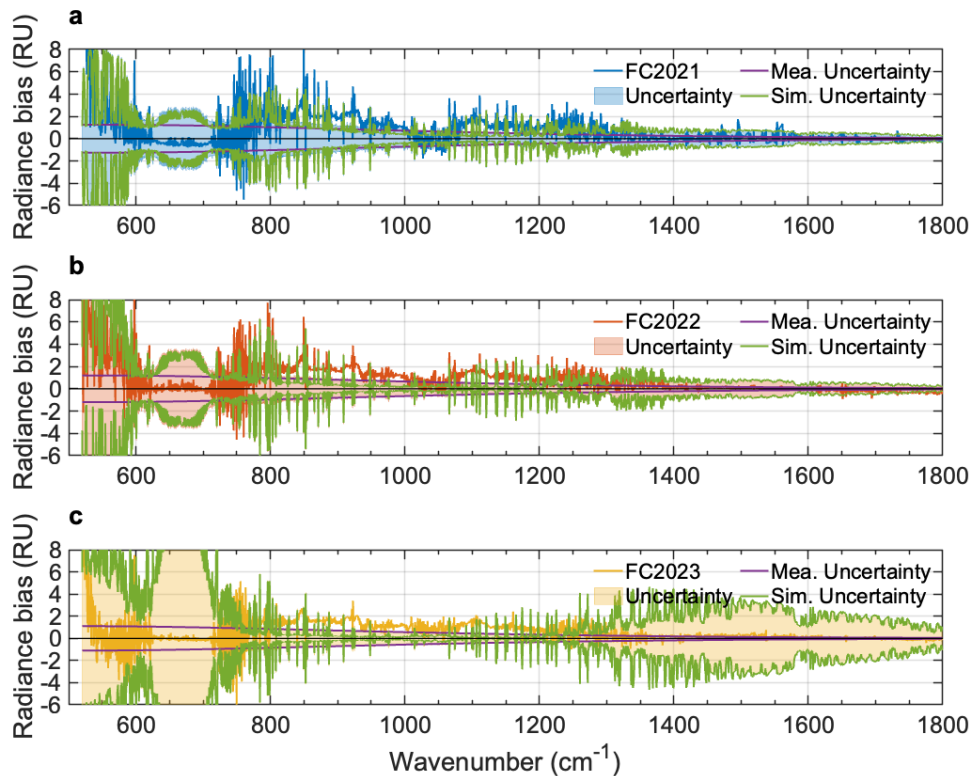 a
Radiance bias (RU)
8
6
4
2
0
-2
-4
-6
FC2021 Mea. Uncertainty
Uncertainty Sim. Uncertainty
600 800 1000 1200 1400 1600 1800
b
Radiance bias (RU)
8
6
4
2
0
-2
-4
-6
FC2022 Mea. Uncertainty
Uncertainty Sim. Uncertainty
600 800 1000 1200 1400 1600 1800
c
Radiance bias (RU)
8
6
4
2
0
-2
-4
-6
FC2023 Mea. Uncertainty
Uncertainty Sim. Uncertainty
600 800 1000 1200 1400 1600 1800
Wavenumber (cm⁻¹)